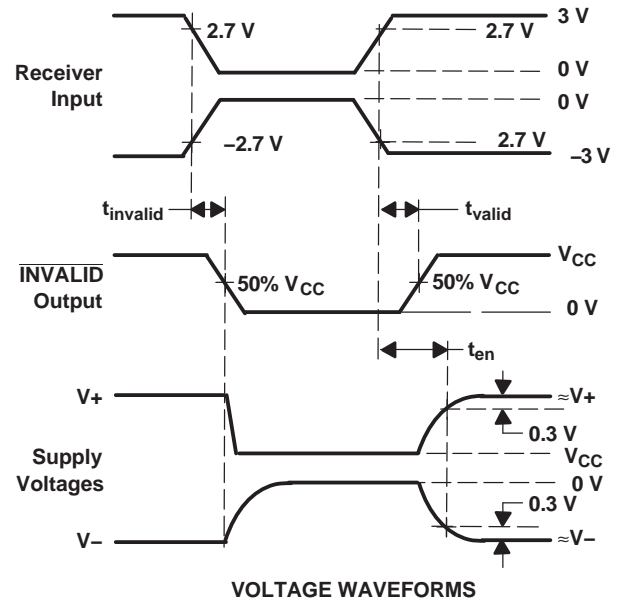 3 V
2.7 V
2.7 V
Receiver
Input
0 V
0 V
–2.7 V
2.7 V
–3 V
tinvalid
tvalid
INVALID
Output
VCC
50% VCC
50% VCC
0 V
ten
V+
≈V+
0.3 V
Supply
Voltages
VCC
0 V
0.3 V
V–
≈V–
VOLTAGE WAVEFORMS